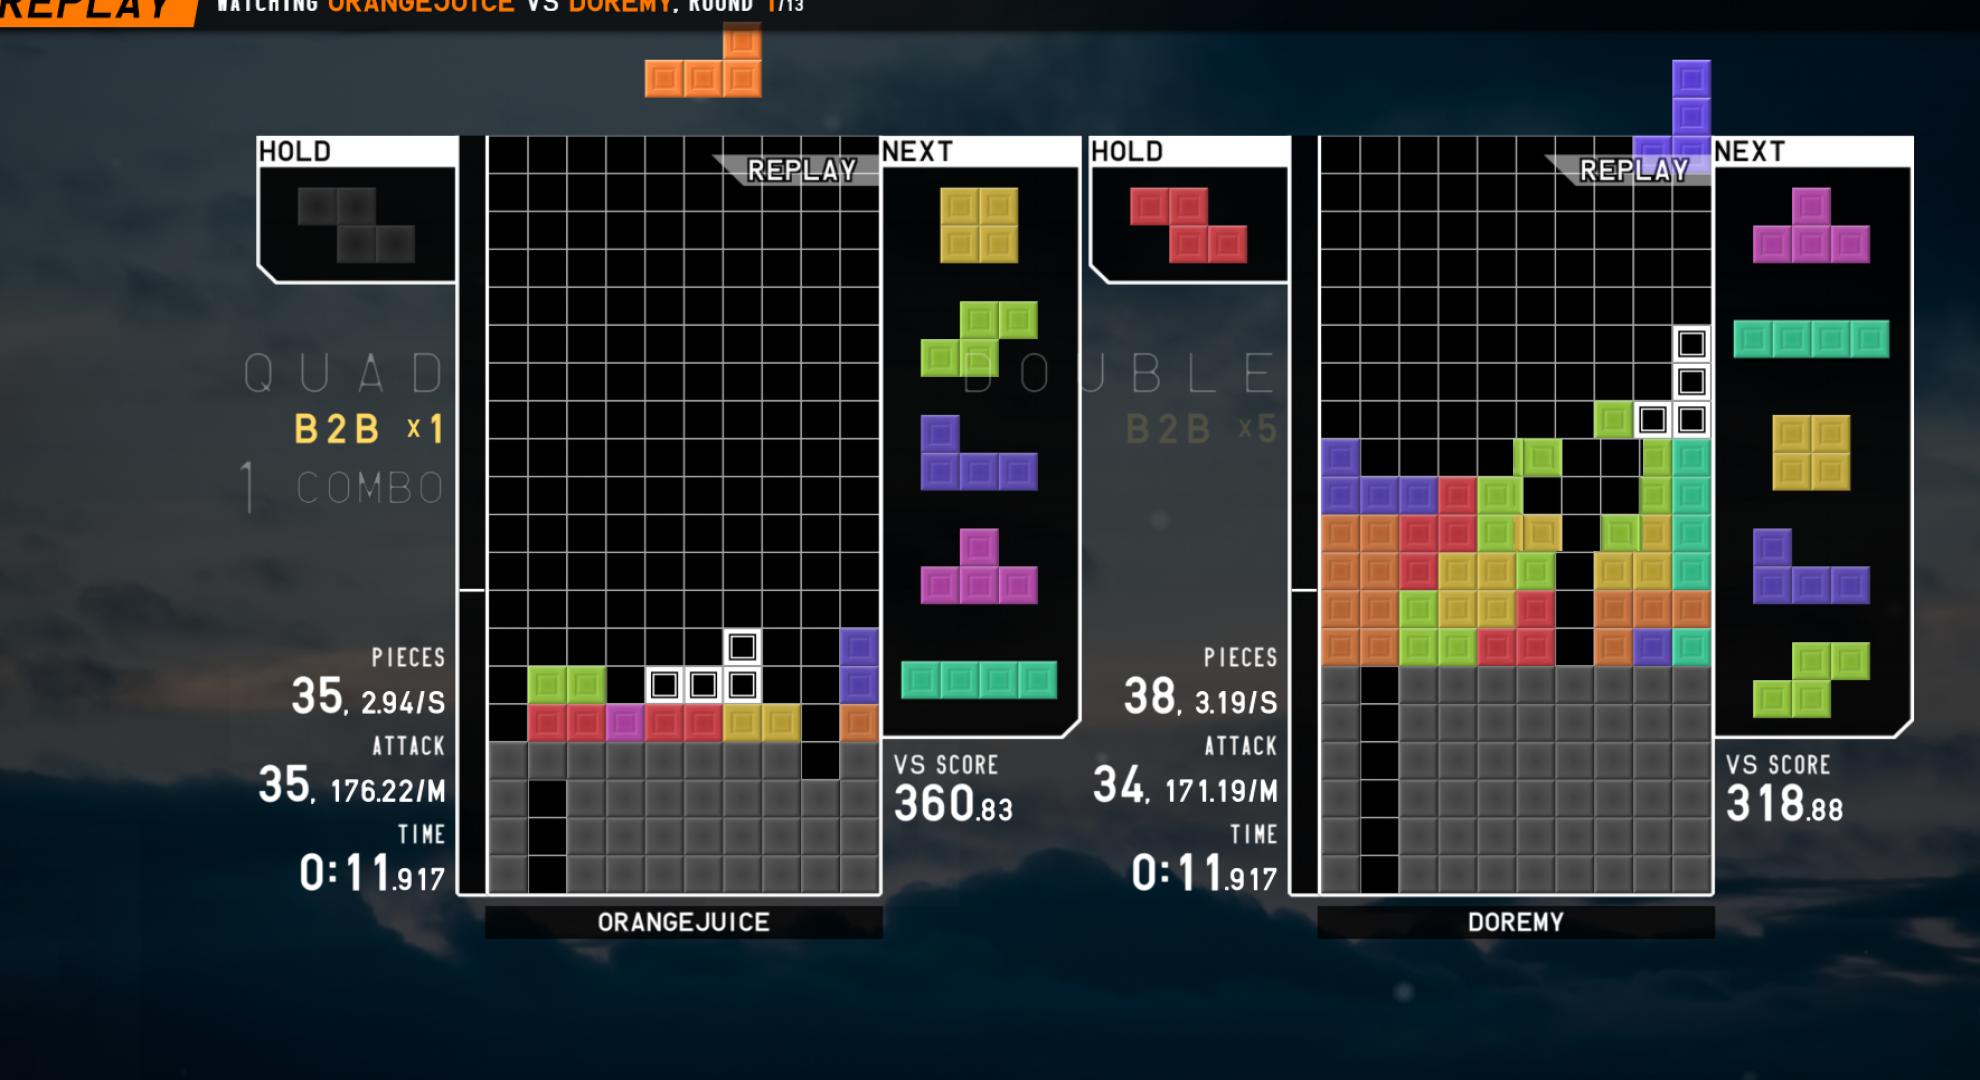 REPLAY WATCHING ORANGEJUICE VS DOREMY, ROUND 1/13
HOLD
REPLAY
NEXT
QUAD
B2B x1
1 COMBO
PIECES
35, 2.94/S
ATTACK
35, 176.22/M
TIME
0:11.917
VS SCORE
360.83
ORANGEJUICE
HOLD
REPLAY
NEXT
DOUBLE
B2B x5
PIECES
38, 3.19/S
ATTACK
34, 171.19/M
TIME
0:11.917
VS SCORE
318.88
DOREMY